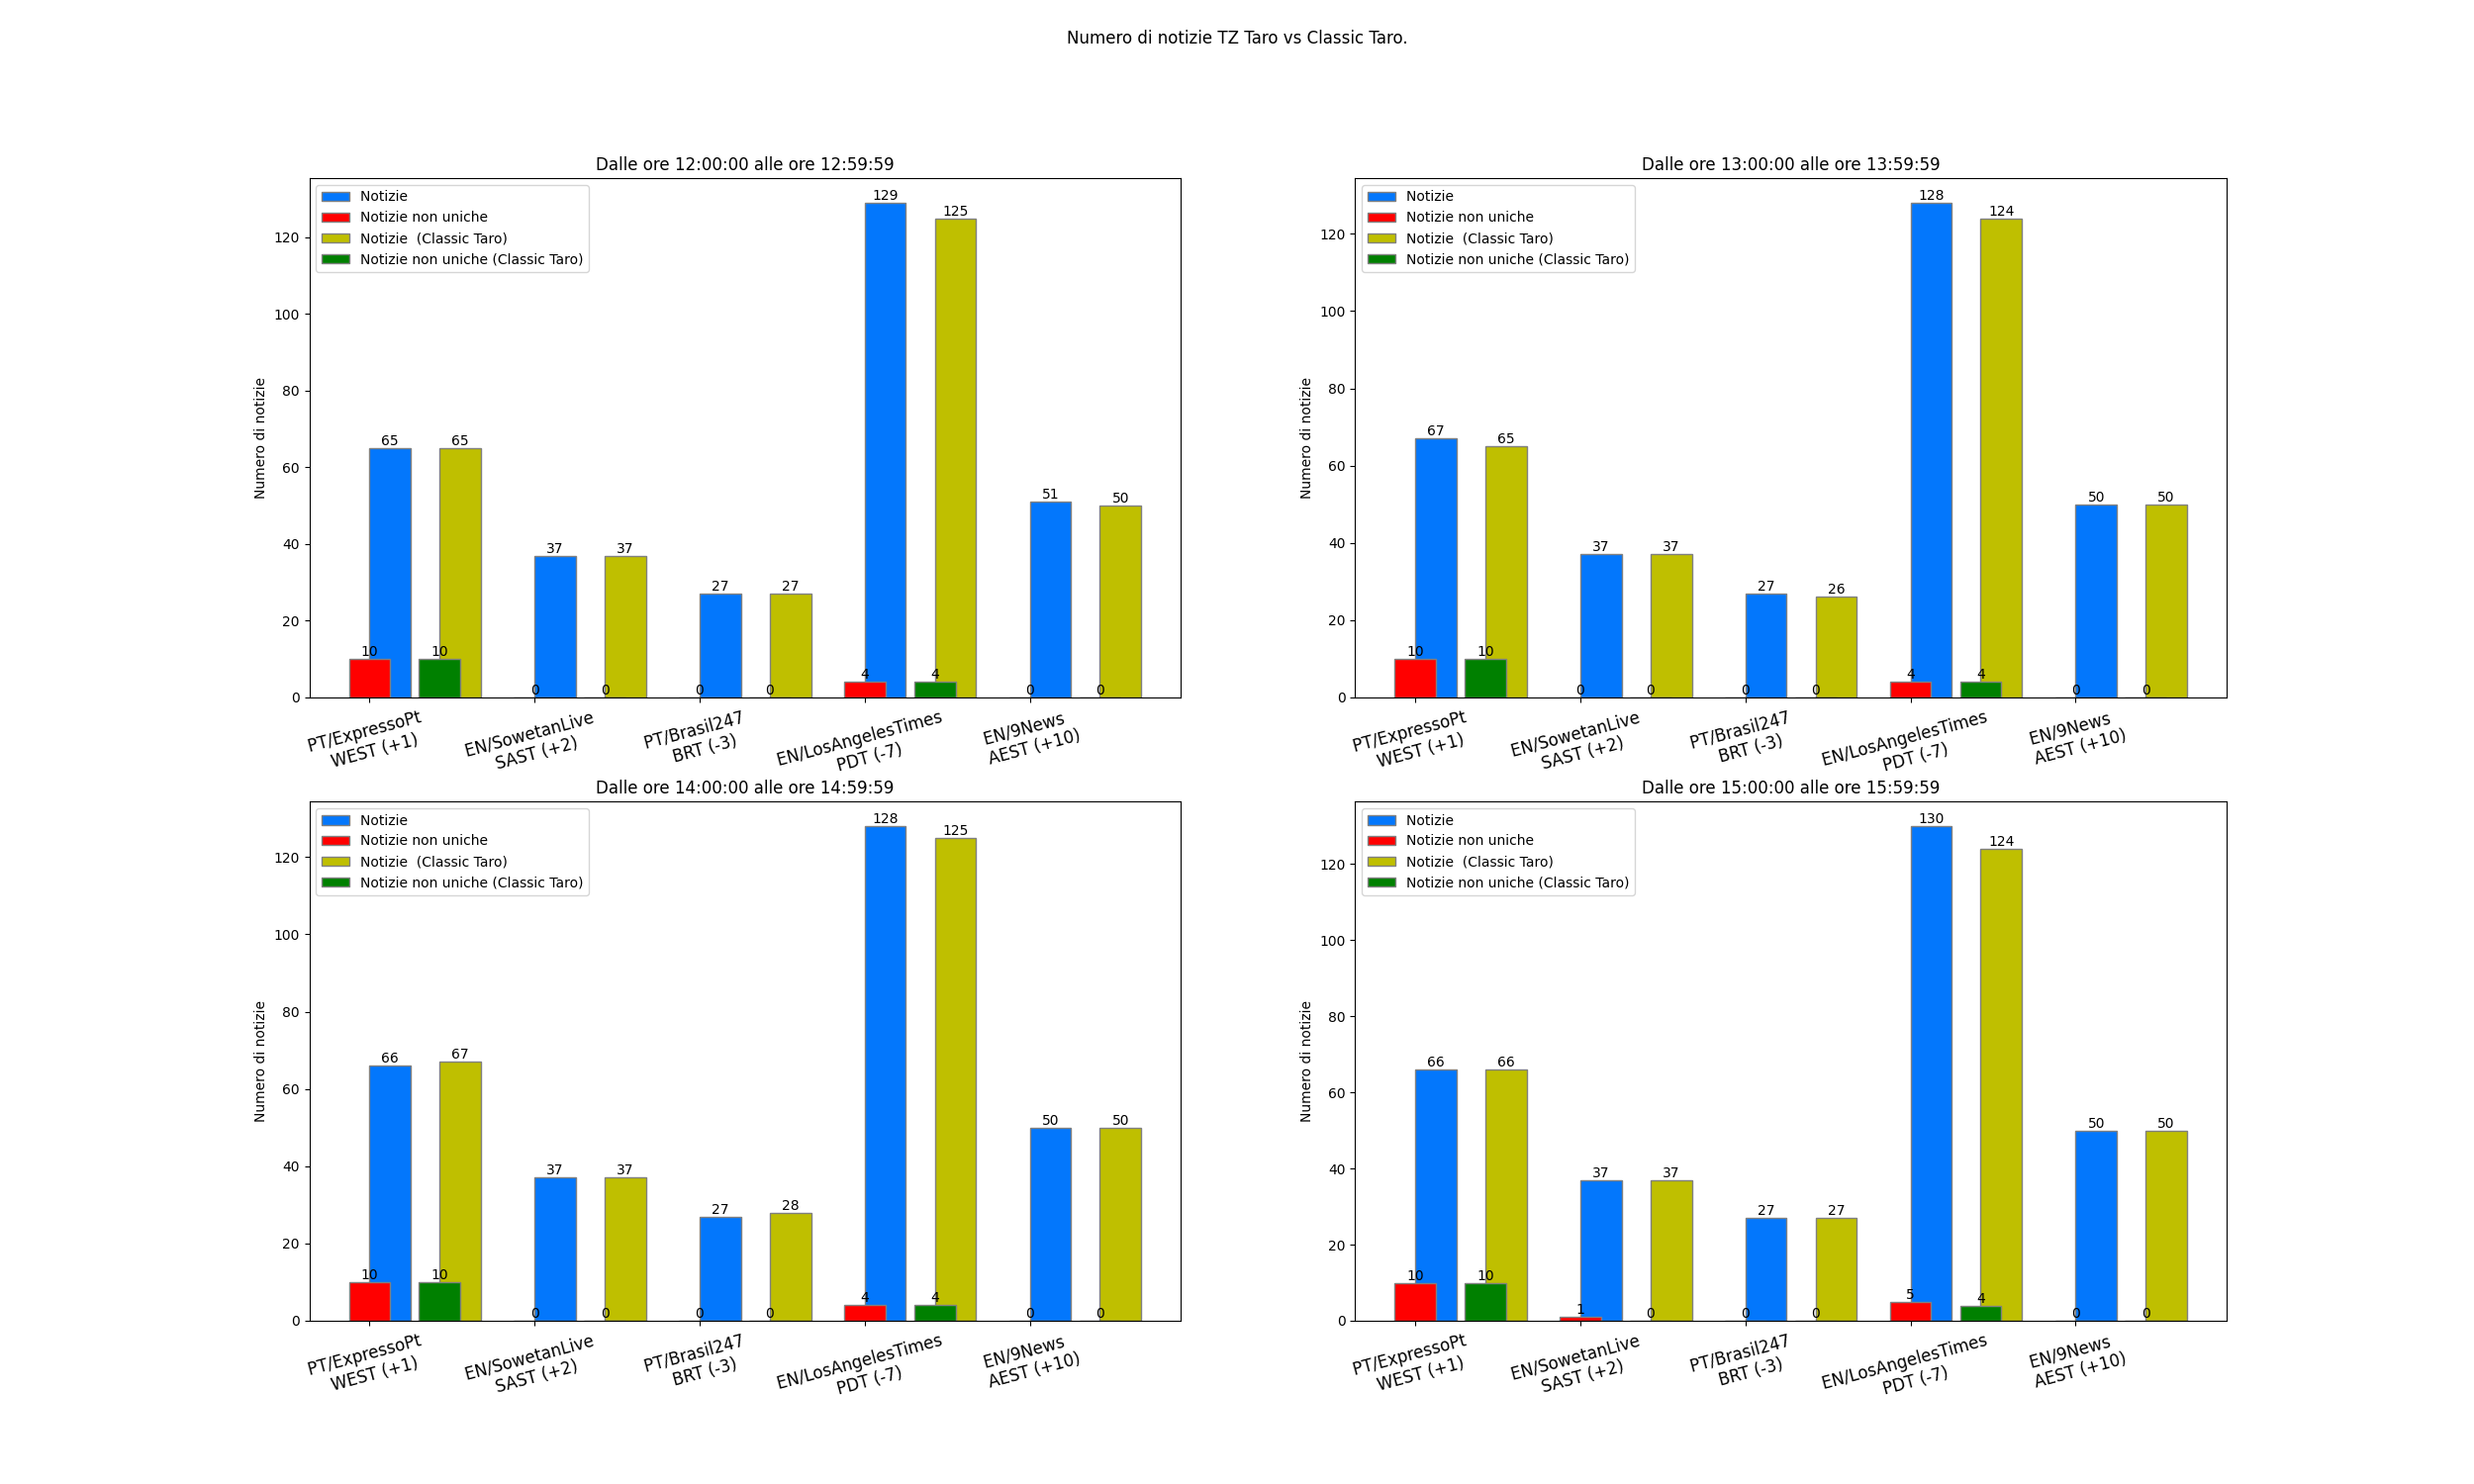 Numero di notizie TZ Taro vs Classic Taro.
Dalle ore 12:00:00 alle ore 12:59:59
Notizie
Notizie non uniche
Notizie  (Classic Taro)
Notizie non uniche (Classic Taro)
Numero di notizie
120
100
80
60
40
20
0
65 65 37 37 27 27 129 125 51 50
10 10 0 0 0 0 4 4 0 0
PT/ExpressoPt
WEST (+1)
EN/SowetanLive
SAST (+2)
PT/Brasil247
BRT (-3)
EN/LosAngelesTimes
PDT (-7)
EN/9News
AEST (+10)
Dalle ore 13:00:00 alle ore 13:59:59
Notizie
Notizie non uniche
Notizie  (Classic Taro)
Notizie non uniche (Classic Taro)
Numero di notizie
120
100
80
60
40
20
0
67 65 37 37 27 26 128 124 50 50
10 10 0 0 0 0 4 4 0 0
PT/ExpressoPt
WEST (+1)
EN/SowetanLive
SAST (+2)
PT/Brasil247
BRT (-3)
EN/LosAngelesTimes
PDT (-7)
EN/9News
AEST (+10)
Dalle ore 14:00:00 alle ore 14:59:59
Notizie
Notizie non uniche
Notizie  (Classic Taro)
Notizie non uniche (Classic Taro)
Numero di notizie
120
100
80
60
40
20
0
66 67 37 37 27 28 128 125 50 50
10 10 0 0 0 0 4 4 0 0
PT/ExpressoPt
WEST (+1)
EN/SowetanLive
SAST (+2)
PT/Brasil247
BRT (-3)
EN/LosAngelesTimes
PDT (-7)
EN/9News
AEST (+10)
Dalle ore 15:00:00 alle ore 15:59:59
Notizie
Notizie non uniche
Notizie  (Classic Taro)
Notizie non uniche (Classic Taro)
Numero di notizie
120
100
80
60
40
20
0
66 66 37 37 27 27 130 124 50 50
10 10 1 0 0 0 5 4 0 0
PT/ExpressoPt
WEST (+1)
EN/SowetanLive
SAST (+2)
PT/Brasil247
BRT (-3)
EN/LosAngelesTimes
PDT (-7)
EN/9News
AEST (+10)